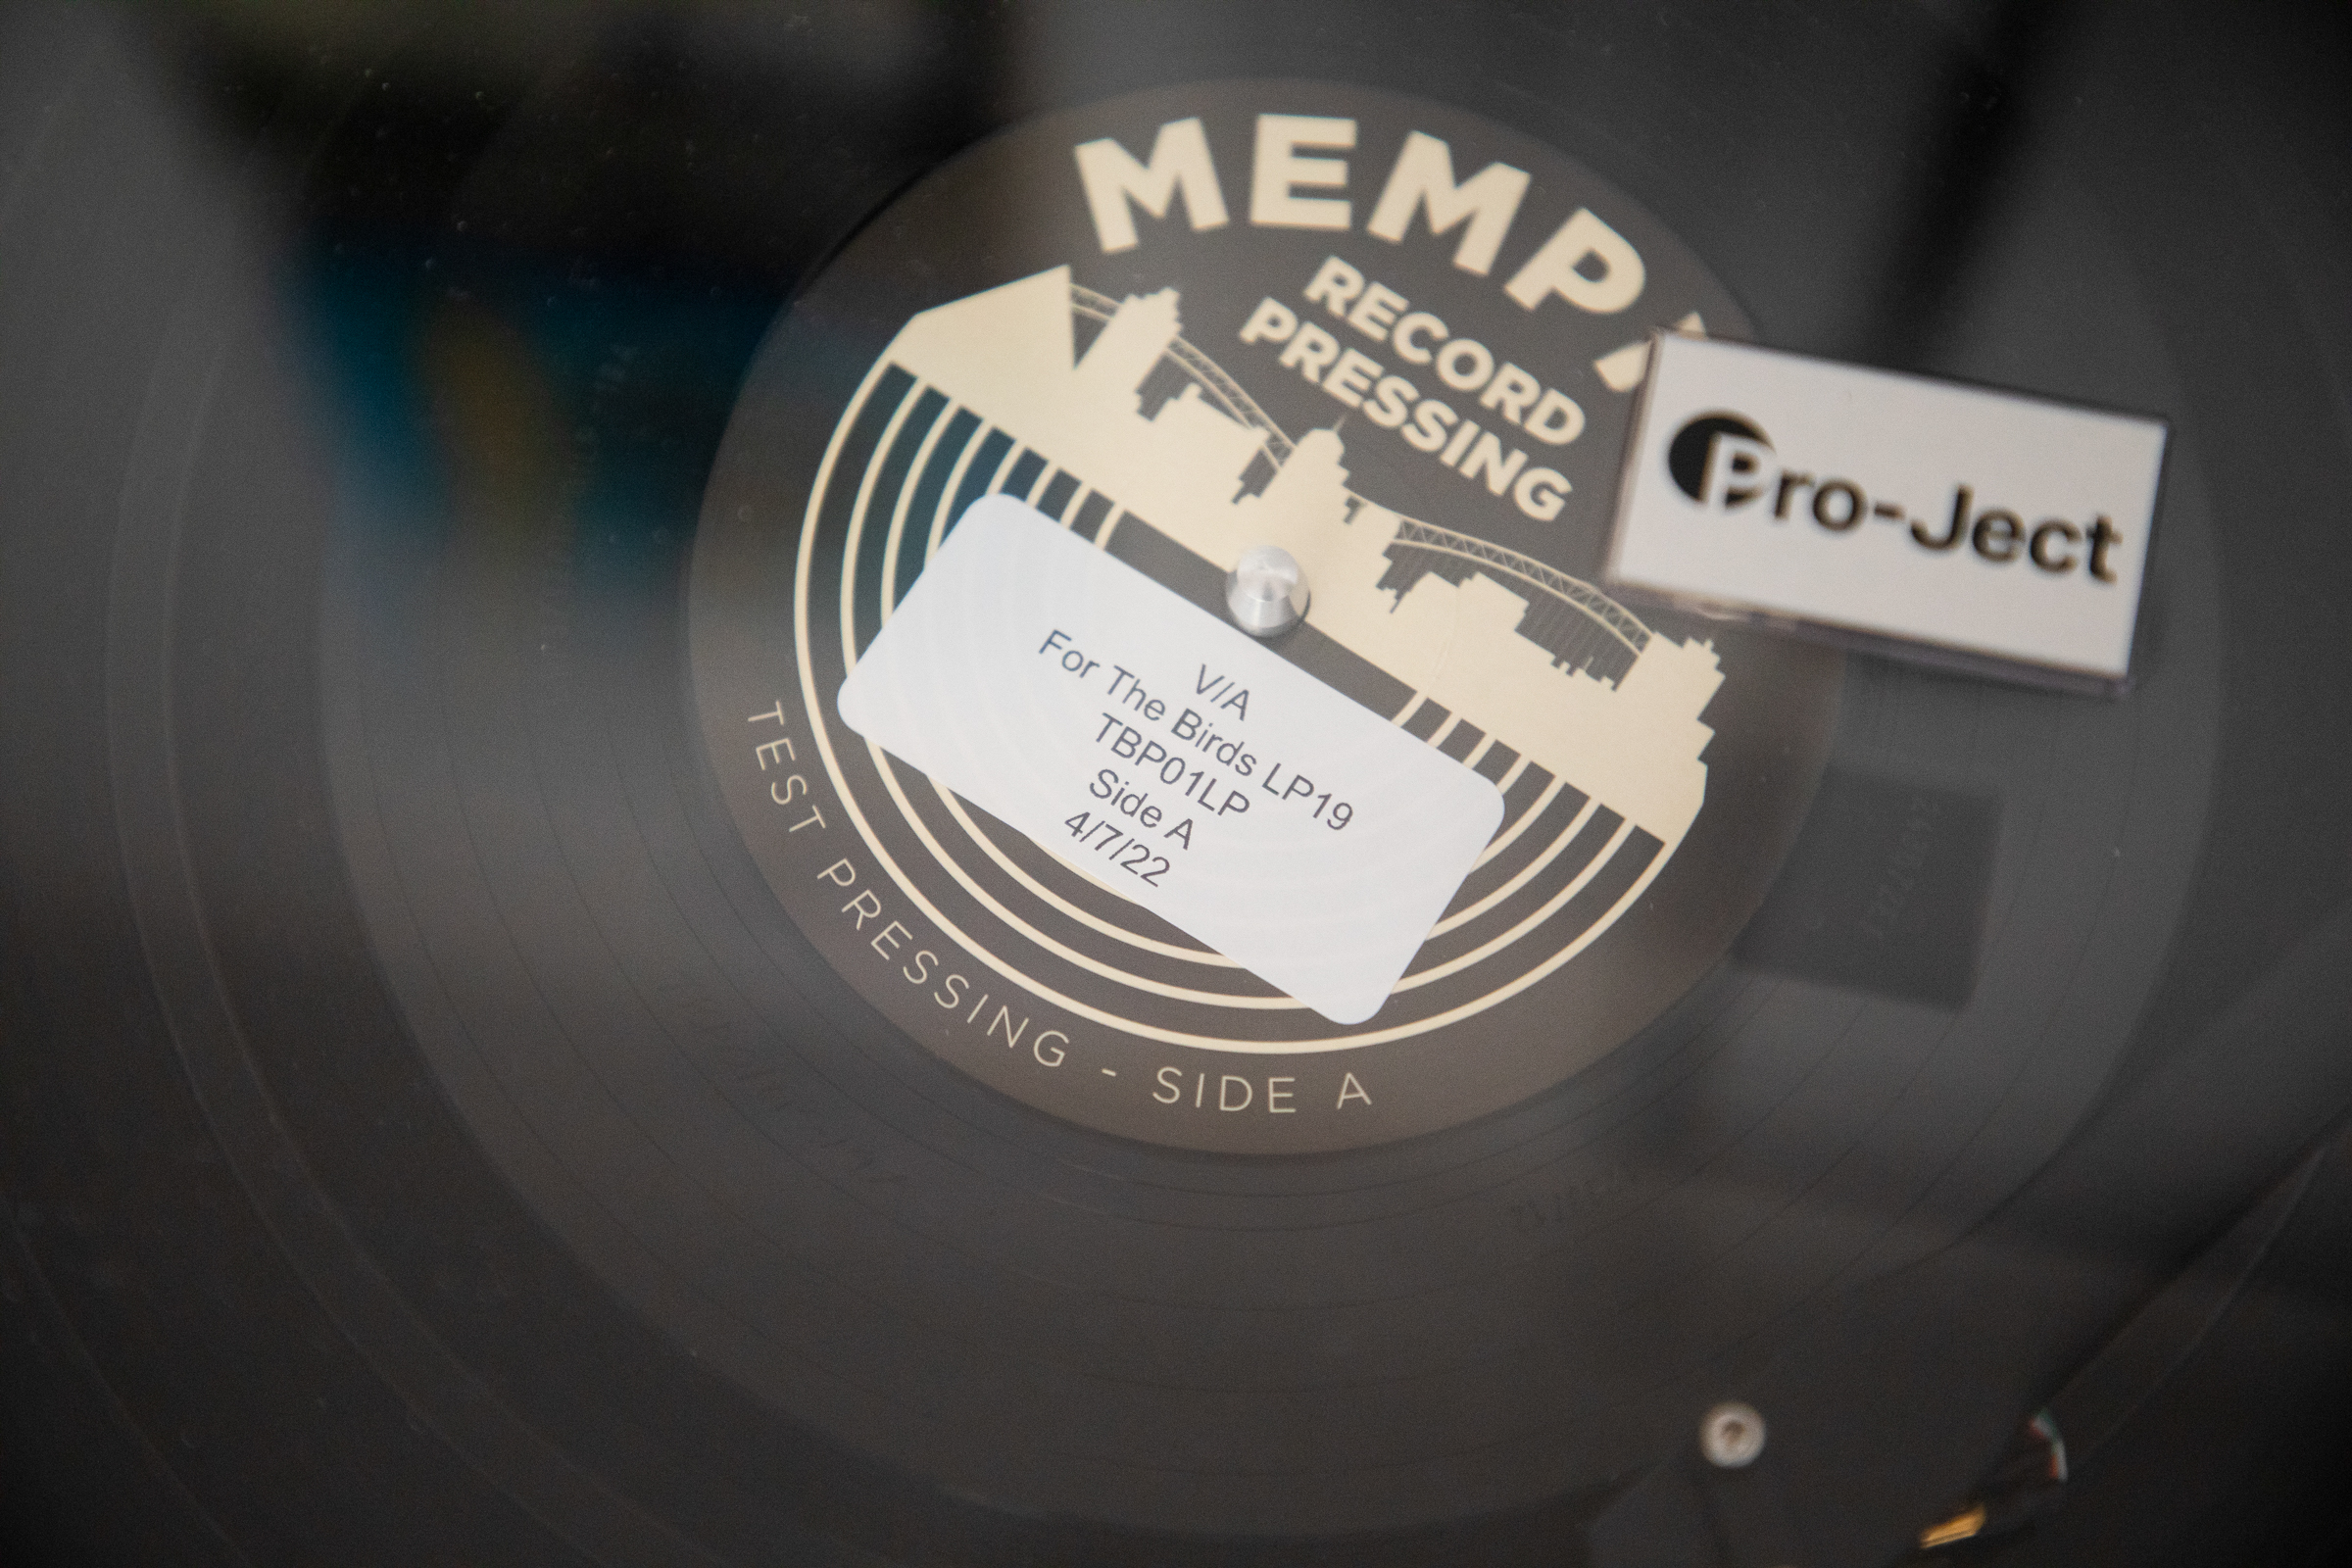 MEMP
RECORD
PRESSING
Pro-Ject
V/A
For The Birds LP19
TBP01LP
Side A
4/7/22
TEST PRESSING - SIDE A